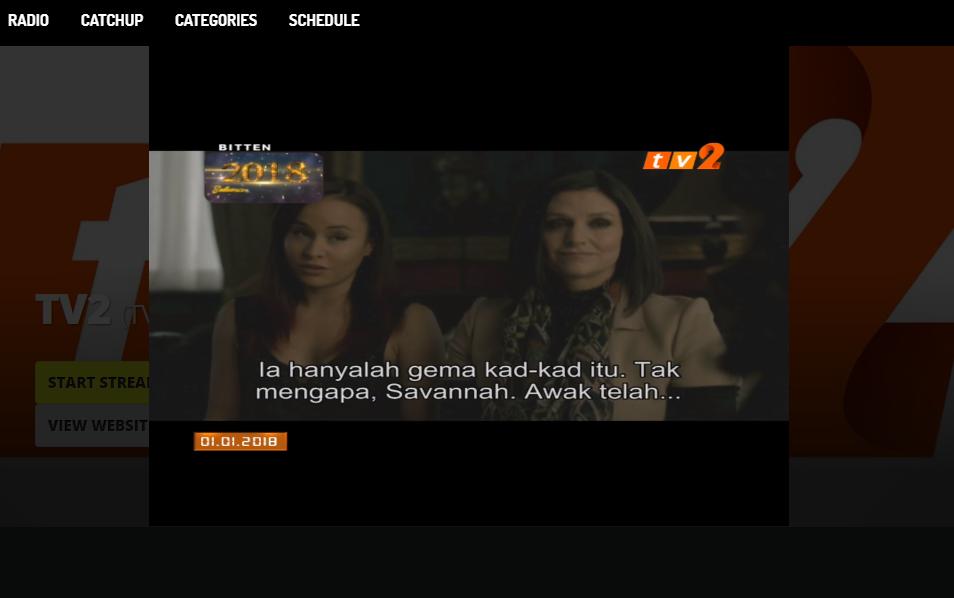 RADIO CATCHUP CATEGORIES SCHEDULE
BITTEN
2018
tv2
TV2 (TV
START STREA
VIEW WEBSIT
Ia hanyalah gema kad-kad itu. Tak
mengapa, Savannah. Awak telah...
01.01.2018